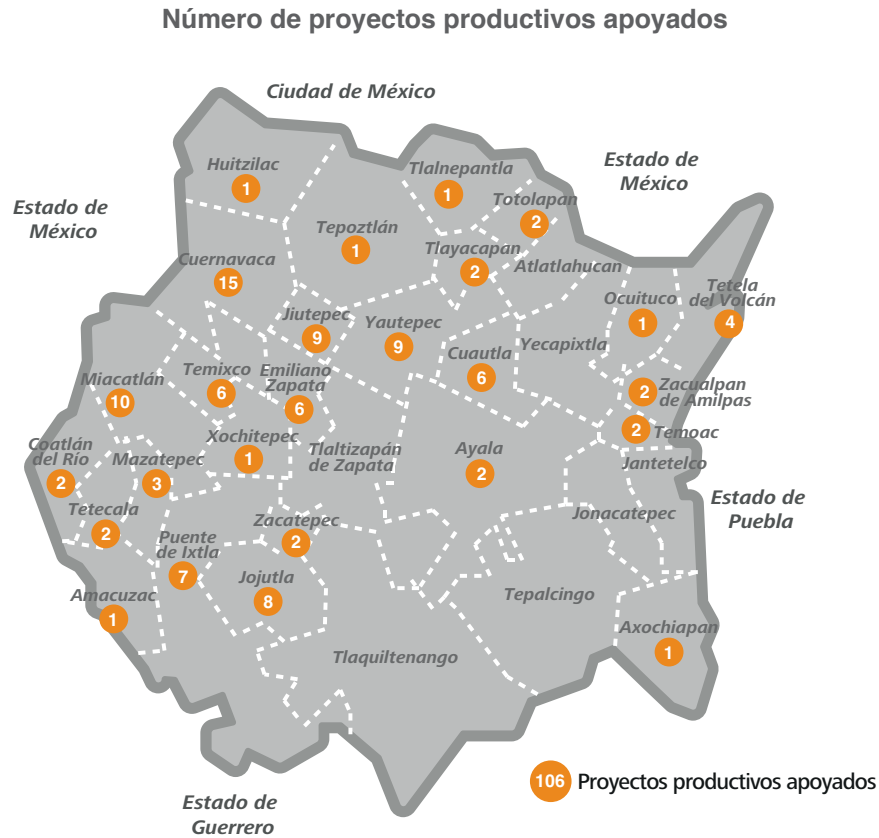 Número de proyectos productivos apoyados
Ciudad de México
Estado de
México
Estado de
México
Huitzilac
1
Tlalnepantla
1
Totolapan
2
Tepoztlán
1
Tlayacapan
2
Atlatlahucan
Cuernavaca
15
Ocuituco
1
Tetela
del Volcán
4
Jiutepec
9
Yautepec
9
Cuautla
6
Yecapixtla
Miacatlán
10
Temixco
6
Emiliano
Zapata
6
2
Zacualpan
de Amilpas
2
Temoac
Coatlán
del Río
2
Mazatepec
3
Xochitepec
1
Tlaltizapán
de Zapata
Ayala
2
Jantetelco
Estado de
Puebla
Jonacatepec
Tetecala
2
Puente
de Ixtla
7
Zacatepec
2
Jojutla
8
Amacuzac
1
Tepalcingo
Axochiapan
1
Tlaquiltenango
Estado de
Guerrero
106 Proyectos productivos apoyados